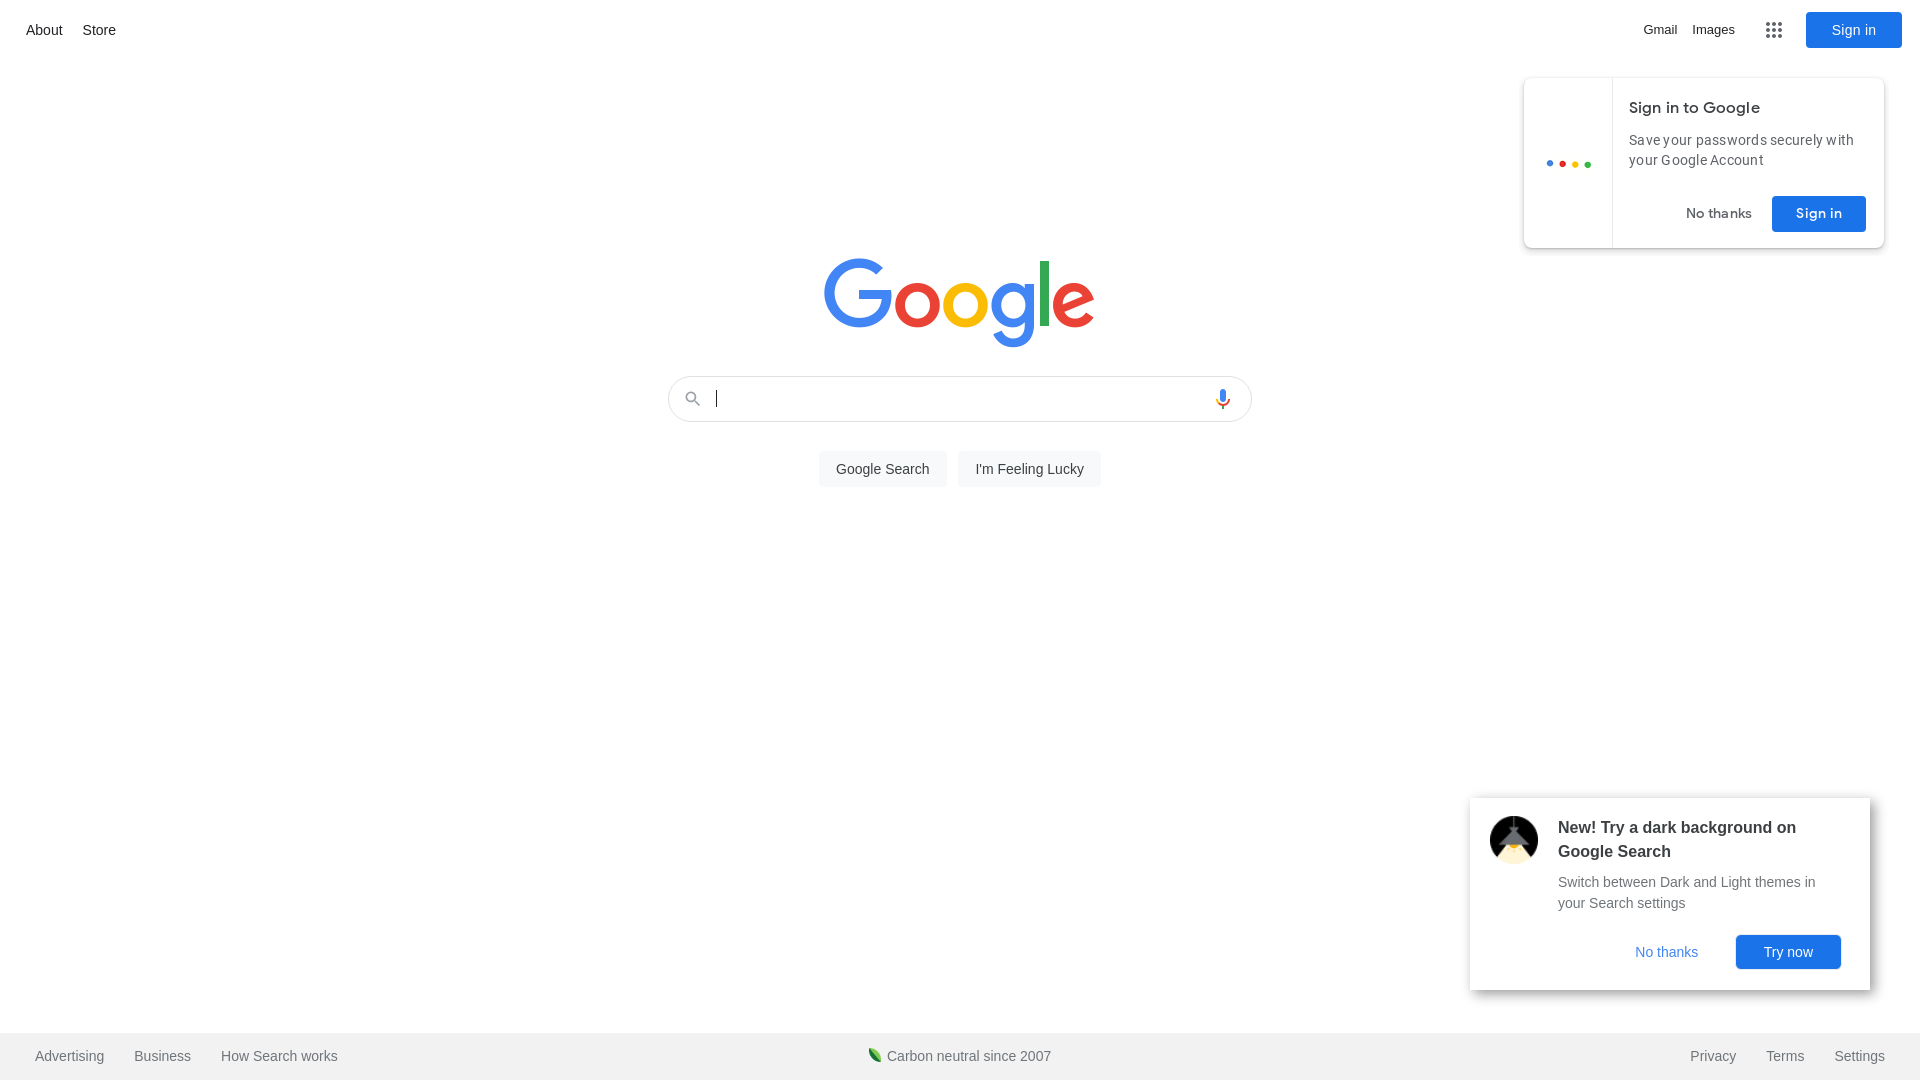 About Store
Gmail Images Sign in
Sign in to Google
Save your passwords securely with
your Google Account
No thanks Sign in
Google
Google Search I'm Feeling Lucky
New! Try a dark background on
Google Search
Switch between Dark and Light themes in
your Search settings
No thanks Try now
Advertising Business How Search works Carbon neutral since 2007 Privacy Terms Settings